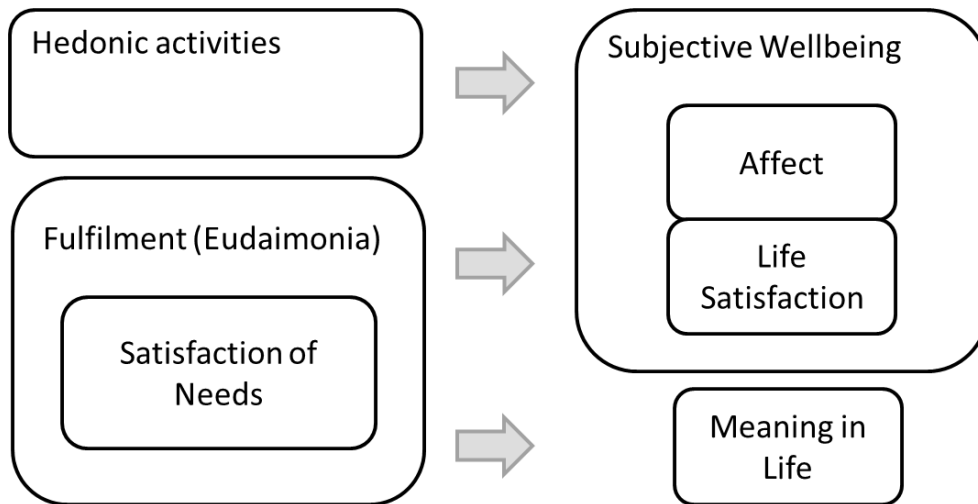 Hedonic activities
Fulfilment (Eudaimonia)
Satisfaction of
Needs
Subjective Wellbeing
Affect
Life
Satisfaction
Meaning in
Life